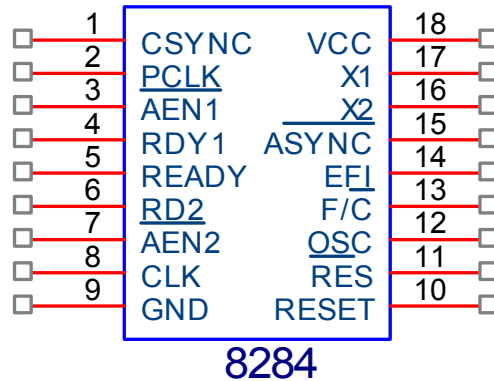 1 CSYNC VCC 18
2 PCLK X1 17
3 AEN1 X2 16
4 RDY1 ASYNC 15
5 READY EFI 14
6 RD2 F/C 13
7 AEN2 OSC 12
8 CLK RES 11
9 GND RESET 10
8284